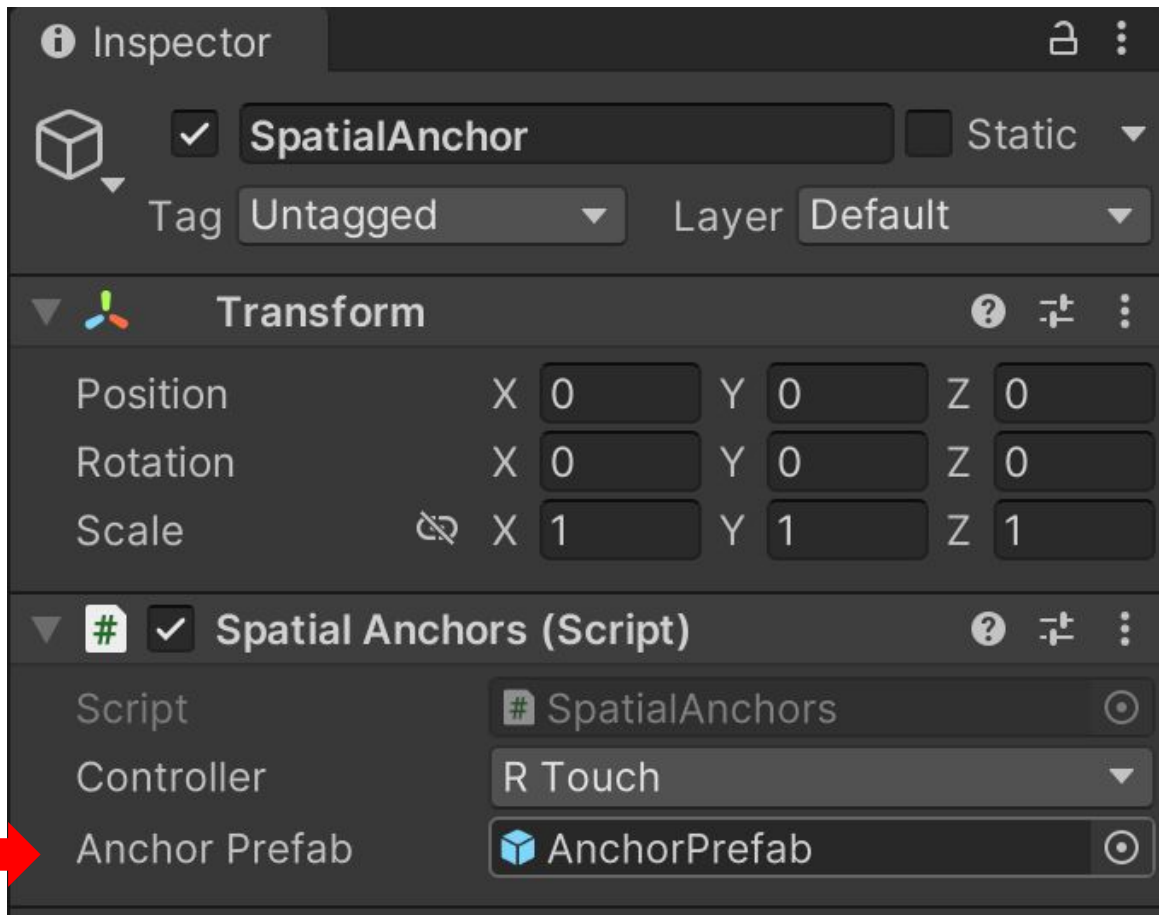 Inspector
SpatialAnchor Static
Tag Untagged Layer Default
Transform
Position X 0 Y 0 Z 0
Rotation X 0 Y 0 Z 0
Scale X 1 Y 1 Z 1
# Spatial Anchors (Script)
Script # SpatialAnchors
Controller R Touch
Anchor Prefab AnchorPrefab